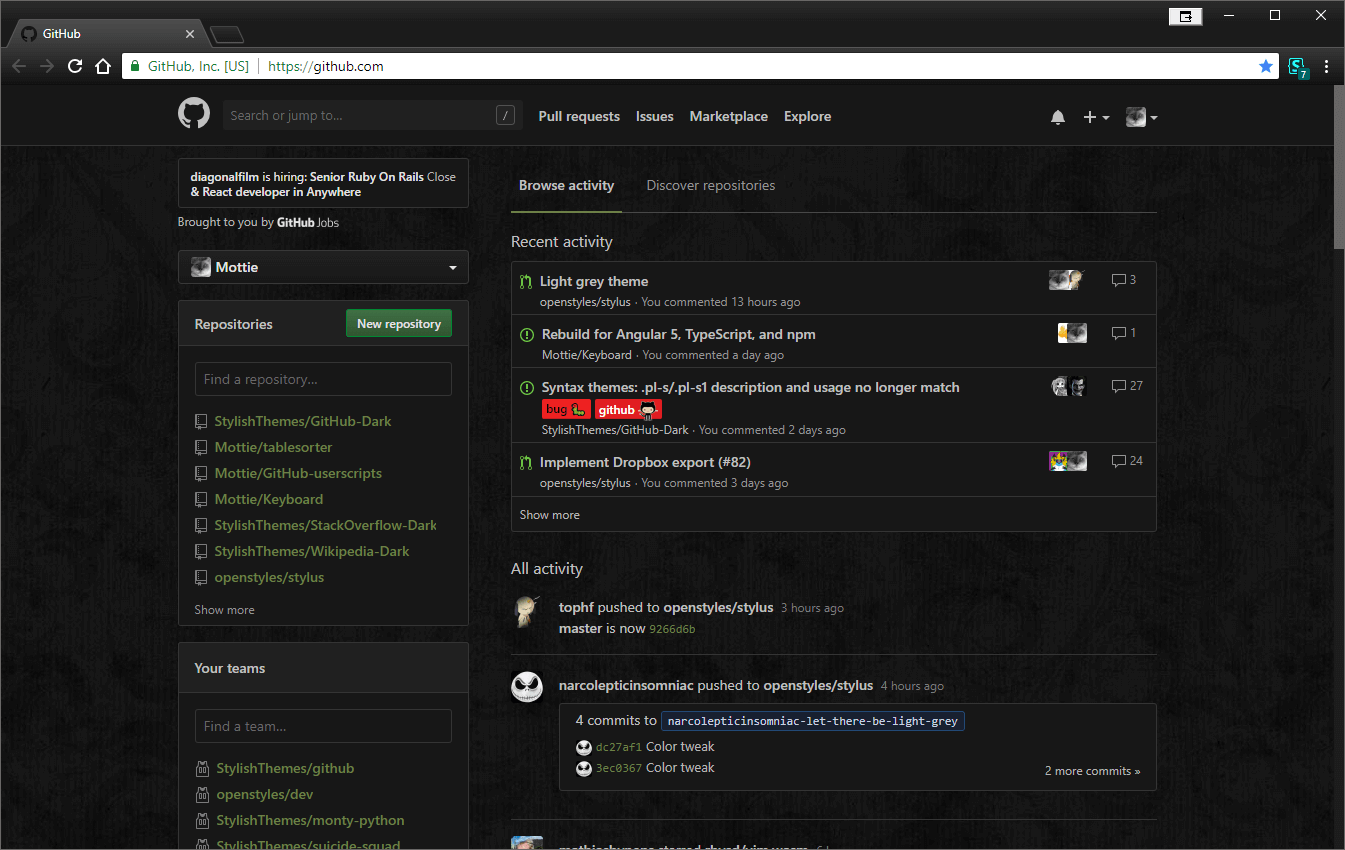 GitHub
GitHub, Inc. [US] https://github.com
7
Search or jump to... /
Pull requests Issues Marketplace Explore
diagonalfilm is hiring: Senior Ruby On Rails Close
& React developer in Anywhere
Brought to you by GitHub Jobs
Mottie
Repositories New repository
Find a repository...
StylishThemes/GitHub-Dark
Mottie/tablesorter
Mottie/GitHub-userscripts
Mottie/Keyboard
StylishThemes/StackOverflow-Dark
StylishThemes/Wikipedia-Dark
openstyles/stylus
Show more
Your teams
Find a team...
StylishThemes/github
openstyles/dev
StylishThemes/monty-python
StylishThemes/suicide-squad
Browse activity Discover repositories
Recent activity
Light grey theme 3
openstyles/stylus · You commented 13 hours ago
Rebuild for Angular 5, TypeScript, and npm 1
Mottie/Keyboard · You commented a day ago
Syntax themes: .pl-s/.pl-s1 description and usage no longer match 27
bug github
StylishThemes/GitHub-Dark · You commented 2 days ago
Implement Dropbox export (#82) 24
openstyles/stylus · You commented 3 days ago
Show more
All activity
tophf pushed to openstyles/stylus 3 hours ago
master is now 9266d6b
narcolepticinsomniac pushed to openstyles/stylus 4 hours ago
4 commits to narcolepticinsomniac-let-there-be-light-grey
dc27af1 Color tweak
3ec0367 Color tweak
2 more commits »